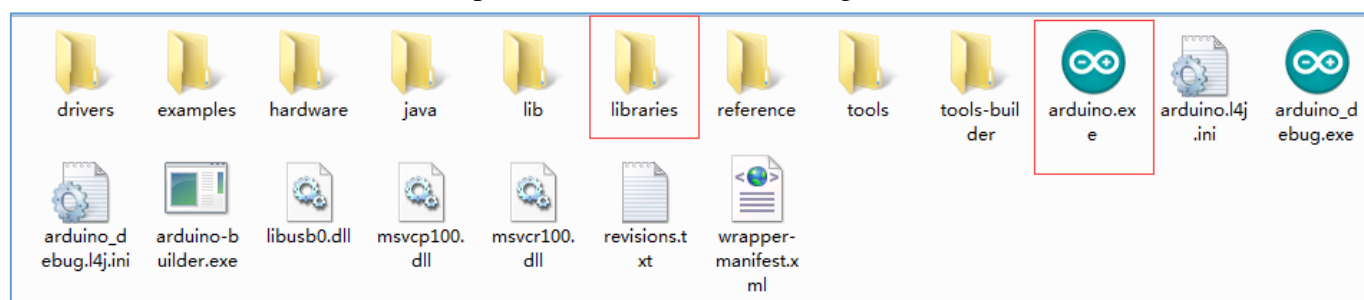 drivers
examples
hardware
java
lib
libraries
reference
tools
tools-buil
der
arduino.ex
e
arduino.l4j
.ini
arduino_d
ebug.exe
arduino_d
ebug.l4j.ini
arduino-b
uilder.exe
libusb0.dll
msvcp100.
dll
msvcr100.
dll
revisions.t
xt
wrapper-
manifest.x
ml